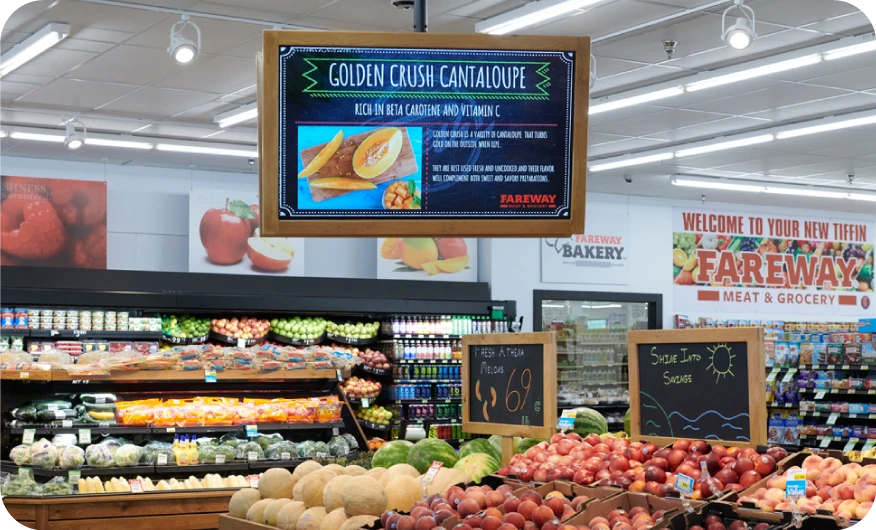 GOLDEN CRUSH CANTALOUPE
RICH IN BETA CAROTENE AND VITAMIN C
GOLDEN CRUSH IS A VARIETY OF CANTALOUPE THAT TURNS
GOLD ON THE OUTSIDE WHEN RIPE.
THEY ARE BEST USED FRESH AND UNCOOKED AND THEIR FLAVOR
WILL COMPLEMENT BOTH SWEET AND SAVORY PREPARATIONS.
FAREWAY
MEAT & GROCERY
FAREWAY
BAKERY
WELCOME TO YOUR NEW TIFFIN
FAREWAY
MEAT & GROCERY
Fresh Athena
Melons
69
Shine Into
Savings
Value